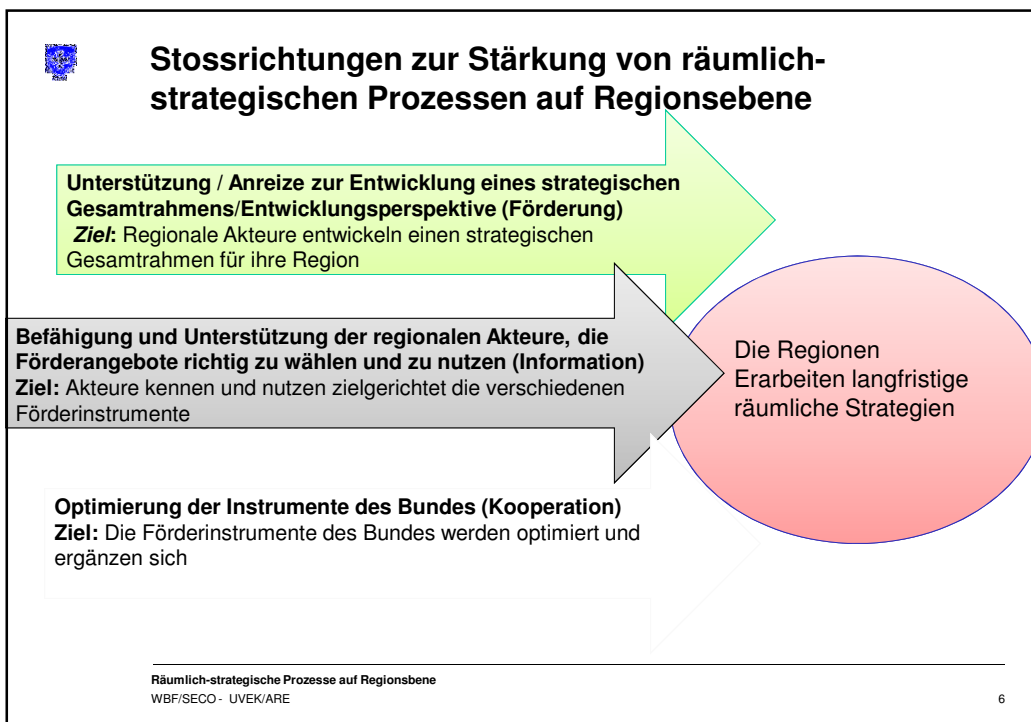 Stossrichtungen zur Stärkung von räumlich-
strategischen Prozessen auf Regionsebene
Unterstützung / Anreize zur Entwicklung eines strategischen
Gesamtrahmens/Entwicklungsperspektive (Förderung)
Ziel: Regionale Akteure entwickeln einen strategischen
Gesamtrahmen für ihre Region
Befähigung und Unterstützung der regionalen Akteure, die
Förderangebote richtig zu wählen und zu nutzen (Information)
Ziel: Akteure kennen und nutzen zielgerichtet die verschiedenen
Förderinstrumente
Die Regionen
Erarbeiten langfristige
räumliche Strategien
Optimierung der Instrumente des Bundes (Kooperation)
Ziel: Die Förderinstrumente des Bundes werden optimiert und
ergänzen sich
Räumlich-strategische Prozesse auf Regionsbene
WBF/SECO - UVEK/ARE
6